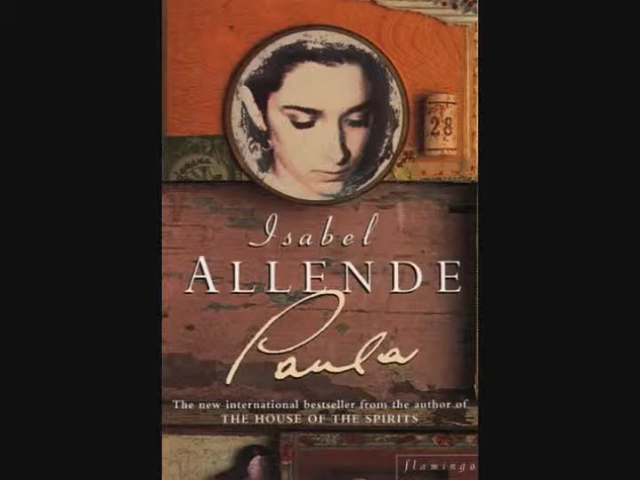 28
Isabel
ALLENDE
Paula
The new international bestseller from the author of
THE HOUSE OF THE SPIRITS
flamingo